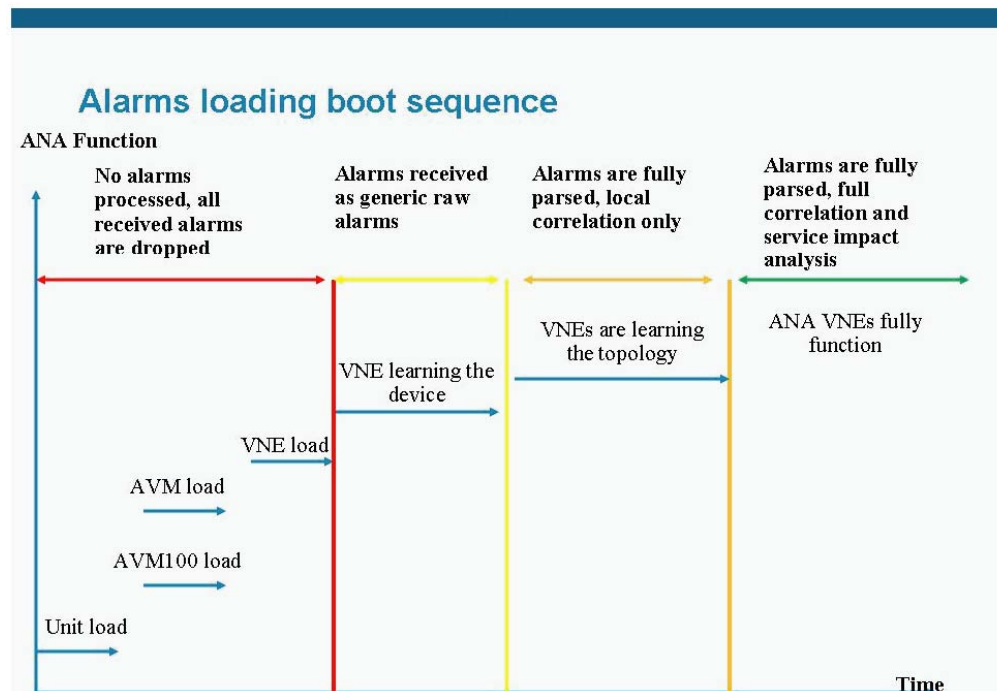 Alarms loading boot sequence
ANA Function
No alarms
processed, all
received alarms
are dropped
Alarms received
as generic raw
alarms
Alarms are fully
parsed, local
correlation only
Alarms are fully
parsed, full
correlation and
service impact
analysis
VNEs are learning
the topology
ANA VNEs fully
function
VNE learning the
device
VNE load
AVM load
AVM100 load
Unit load
Time